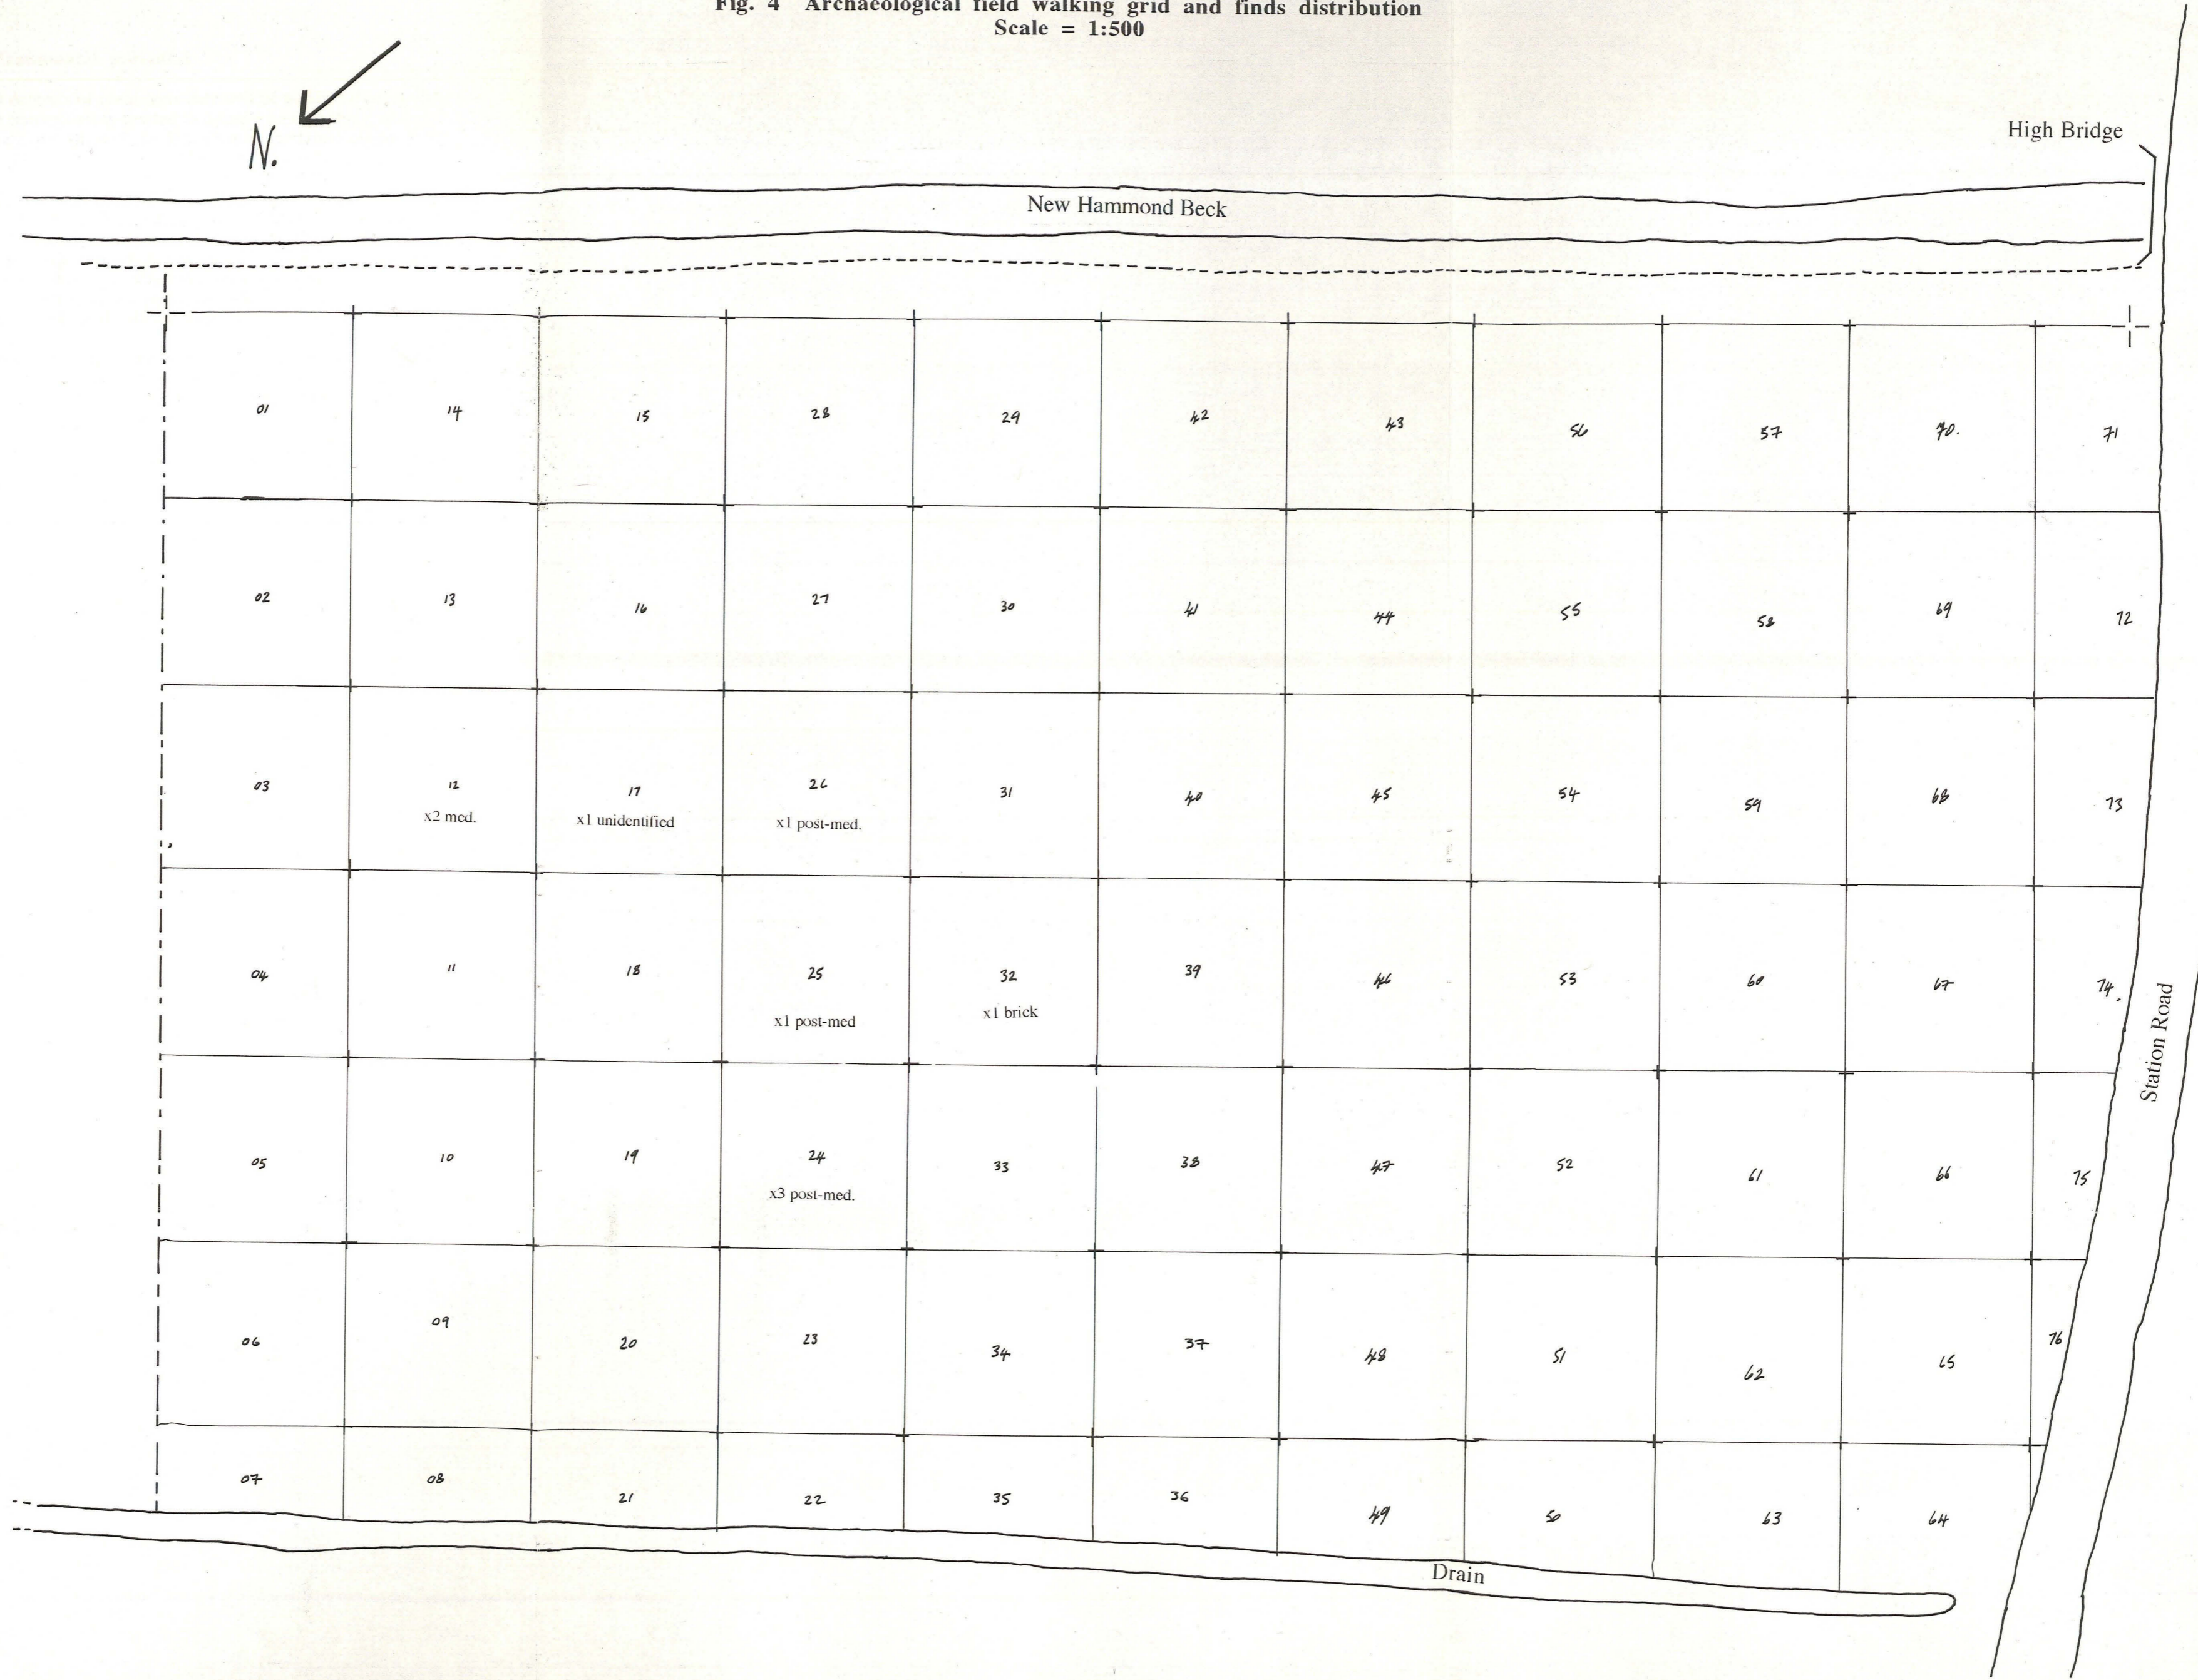 Fig. 4 Archaeological field walking grid and finds distribution
Scale = 1:500
N.
High Bridge
New Hammond Beck
01 14 15 28 29 42 43 56 57 70. 71
02 13 16 27 30 41 44 55 58 69 72
03 12 17 26 31 40 45 54 59 68 73
x2 med. x1 unidentified x1 post-med.
04 11 18 25 32 39 46 53 60 67 74.
x1 post-med x1 brick
Station Road
05 10 19 24 33 38 47 52 61 66 75
x3 post-med.
06 09 20 23 34 37 48 51 62 65 76
07 08 21 22 35 36 49 50 63 64
Drain